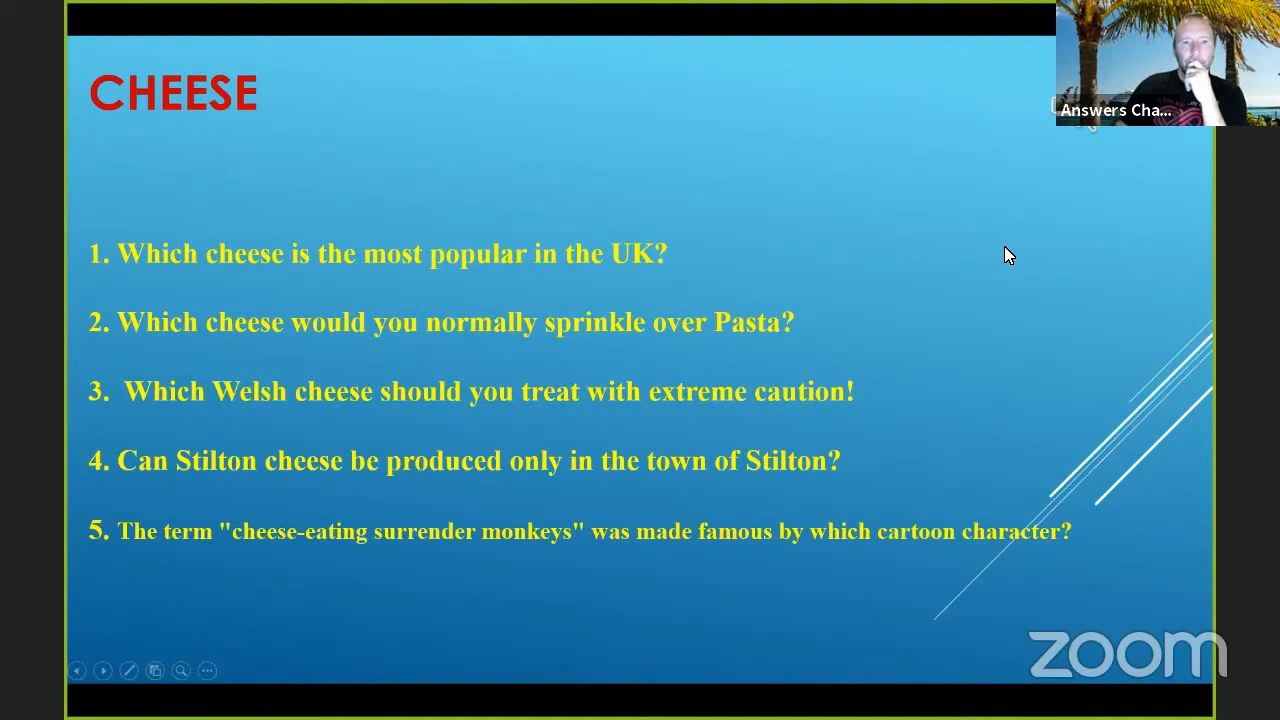 CHEESE
Answers Cha...
1. Which cheese is the most popular in the UK?
2. Which cheese would you normally sprinkle over Pasta?
3. Which Welsh cheese should you treat with extreme caution!
4. Can Stilton cheese be produced only in the town of Stilton?
5. The term "cheese-eating surrender monkeys" was made famous by which cartoon character?
zoom